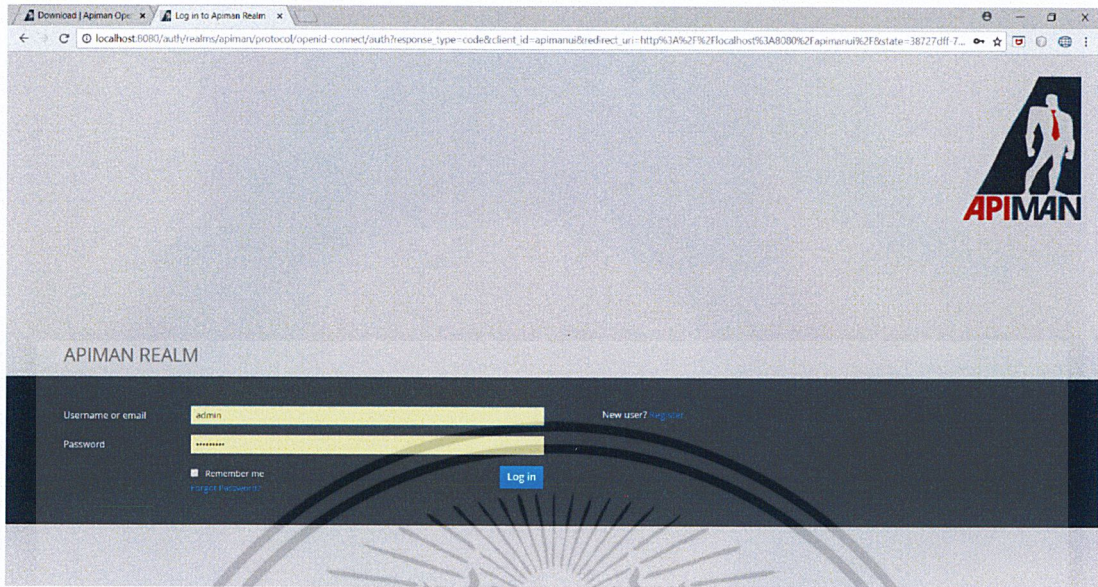 Download | Apiman Ope
Log in to Apiman Realm
localhost:8080/auth/realms/apiman/protocol/openid-connect/auth?response_type=code&client_id=apimanui&redirect_uri=http%3A%2F%2Flocalhost%3A8080%2Fapimanui%2F&state=38727dff-7...
APIMAN
APIMAN REALM
Username or email admin New user? Register
Password
Remember me
Forgot Password?
Log in